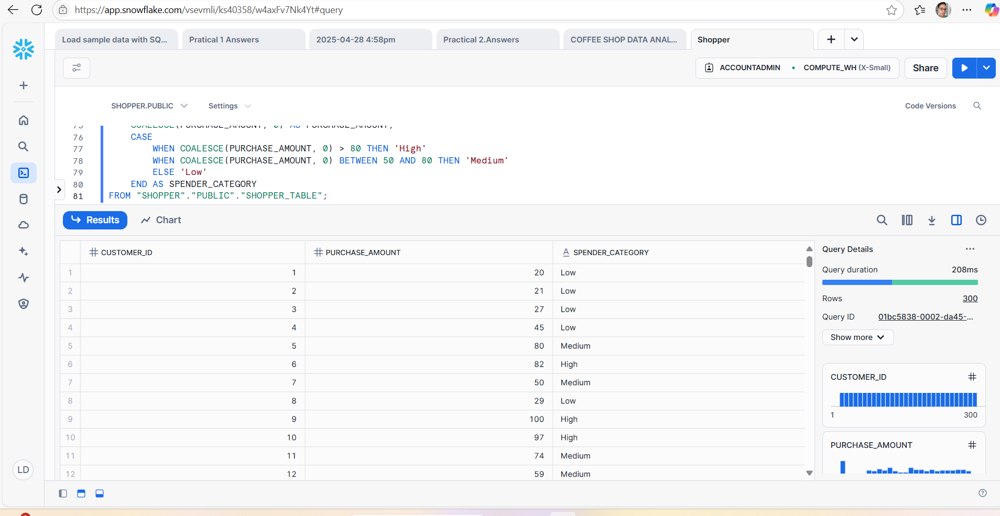 https://app.snowflake.com/vsevmli/ks40358/w4axFv7Nk4Yt#query
Load sample data with SQ...
Pratical 1 Answers
2025-04-28 4:58pm
Practical 2.Answers
COFFEE SHOP DATA ANAL...
Shopper
ACCOUNTADMIN • COMPUTE_WH (X-Small)
Share
SHOPPER.PUBLIC
Settings
Code Versions
75 COALESCE(PURCHASE_AMOUNT, 0) AS PURCHASE_AMOUNT,
76 CASE
77 WHEN COALESCE(PURCHASE_AMOUNT, 0) > 80 THEN 'High'
78 WHEN COALESCE(PURCHASE_AMOUNT, 0) BETWEEN 50 AND 80 THEN 'Medium'
79 ELSE 'Low'
80 END AS SPENDER_CATEGORY
81 FROM "SHOPPER"."PUBLIC"."SHOPPER_TABLE";
Results
Chart
CUSTOMER_ID PURCHASE_AMOUNT SPENDER_CATEGORY
1 1 20 Low
2 2 21 Low
3 3 27 Low
4 4 45 Low
5 5 80 Medium
6 6 82 High
7 7 50 Medium
8 8 29 Low
9 9 100 High
10 10 97 High
11 11 74 Medium
12 12 59 Medium
Query Details
Query duration 208ms
Rows 300
Query ID 01bc5838-0002-da45-...
Show more
CUSTOMER_ID
1 300
PURCHASE_AMOUNT
LD